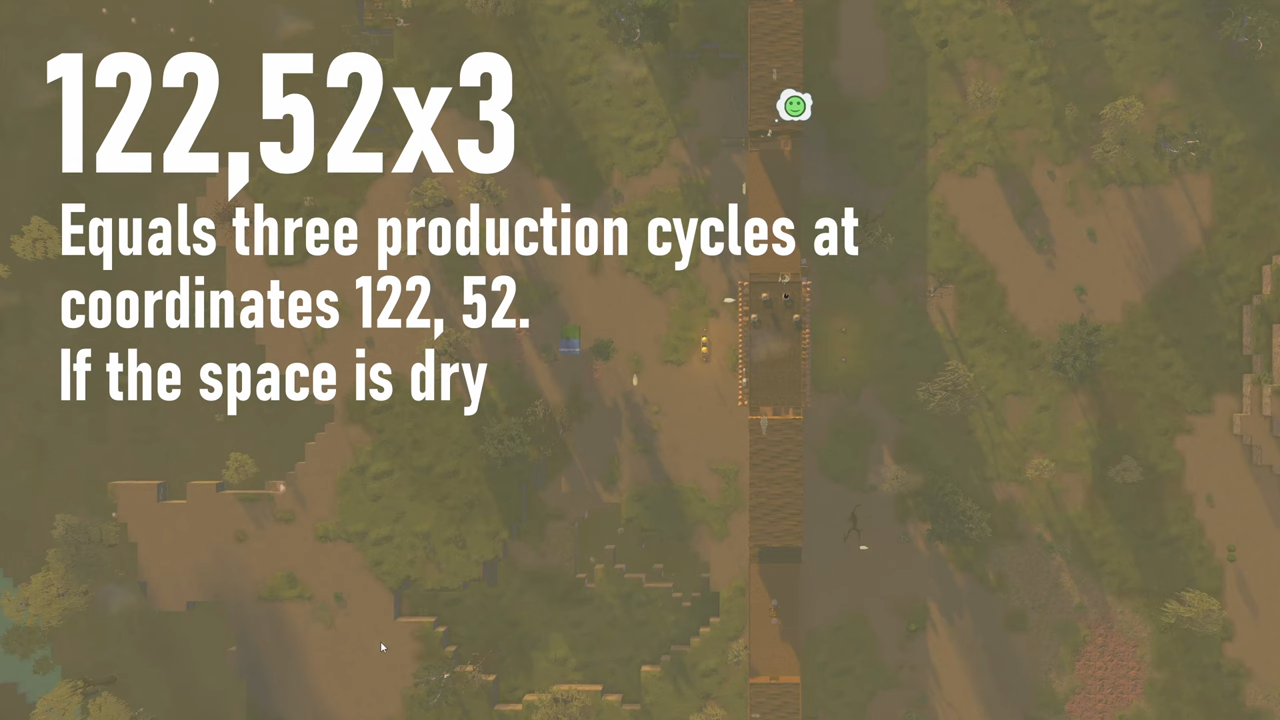 122,52x3
Equals three production cycles at
coordinates 122, 52.
If the space is dry